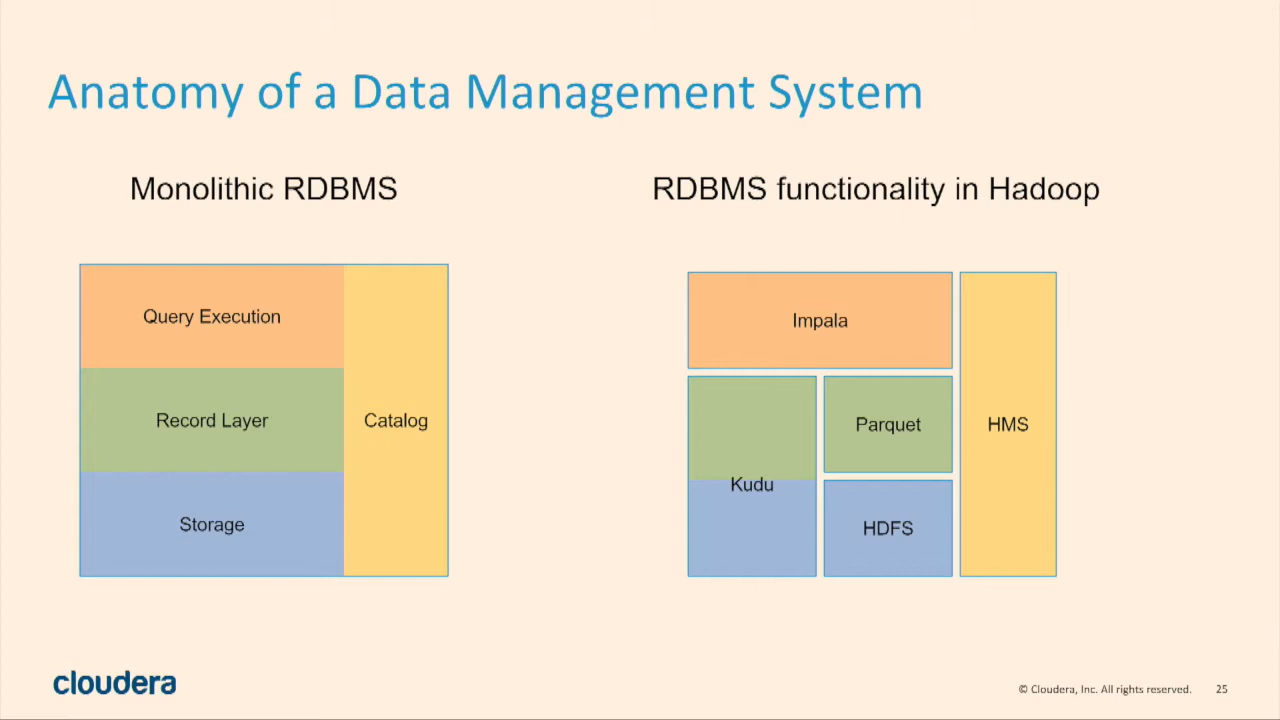 Anatomy of a Data Management System
Monolithic RDBMS
Query Execution
Record Layer
Storage
Catalog
RDBMS functionality in Hadoop
Impala
Kudu
Parquet
HDFS
HMS
cloudera
© Cloudera, Inc. All rights reserved. 25